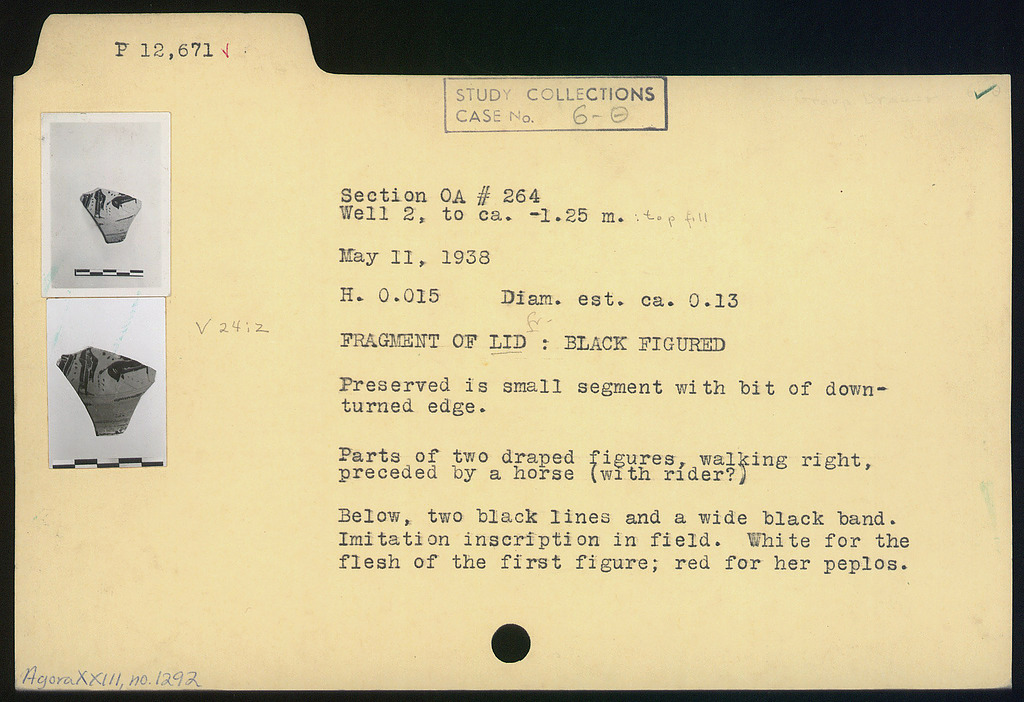 P 12,671 √
STUDY COLLECTIONS
CASE No. 6-Θ
Section OA # 264
Well 2, to ca. -1.25 m. : top fill
May 11, 1938
H. 0.015 Diam. est. ca. 0.13
V 24:2
fr.
FRAGMENT OF LID : BLACK FIGURED
Preserved is small segment with bit of down-
turned edge.
Parts of two draped figures, walking right,
preceded by a horse (with rider?)
Below, two black lines and a wide black band.
Imitation inscription in field. White for the
flesh of the first figure; red for her peplos.
Agora XXIII, no. 1292